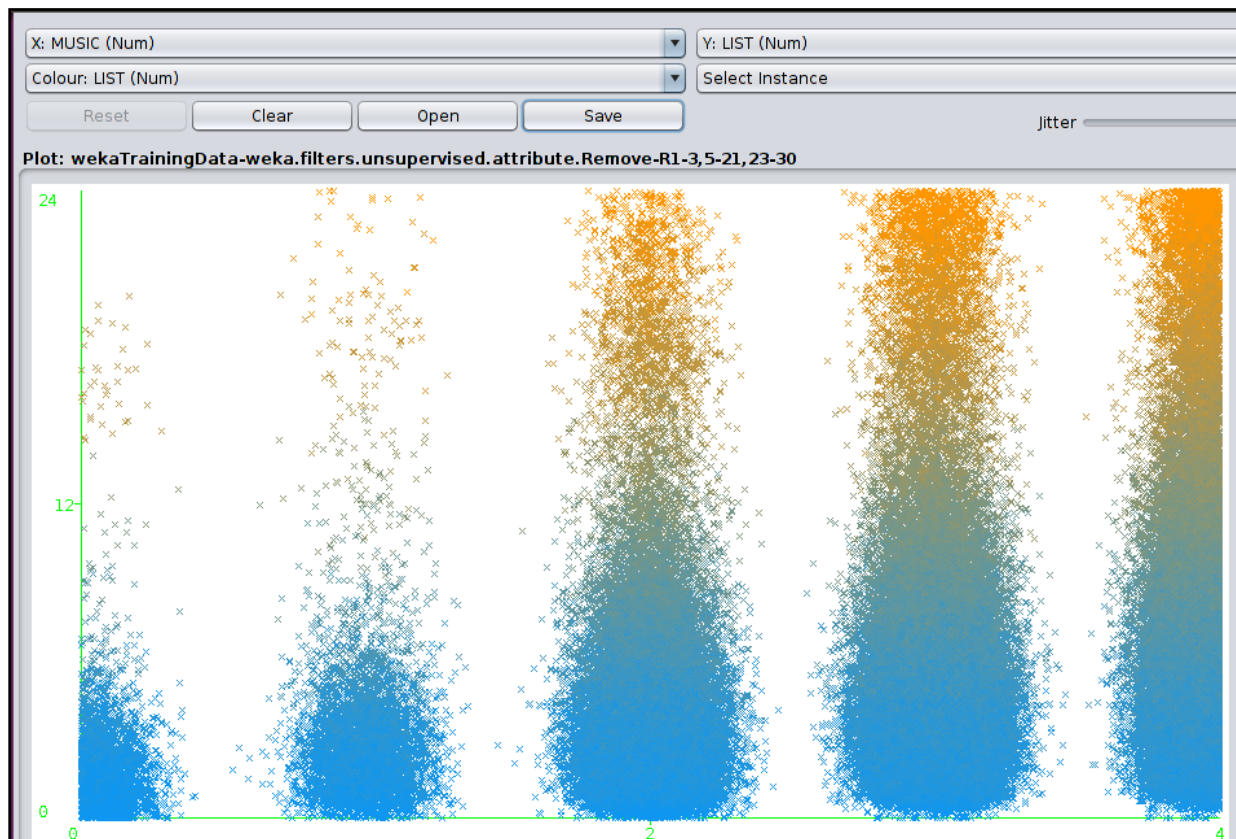 X: MUSIC (Num) Y: LIST (Num)
Colour: LIST (Num) Select Instance
Reset Clear Open Save Jitter
Plot: wekaTrainingData-weka.filters.unsupervised.attribute.Remove-R1-3,5-21,23-30
24
12
0
0 2 4